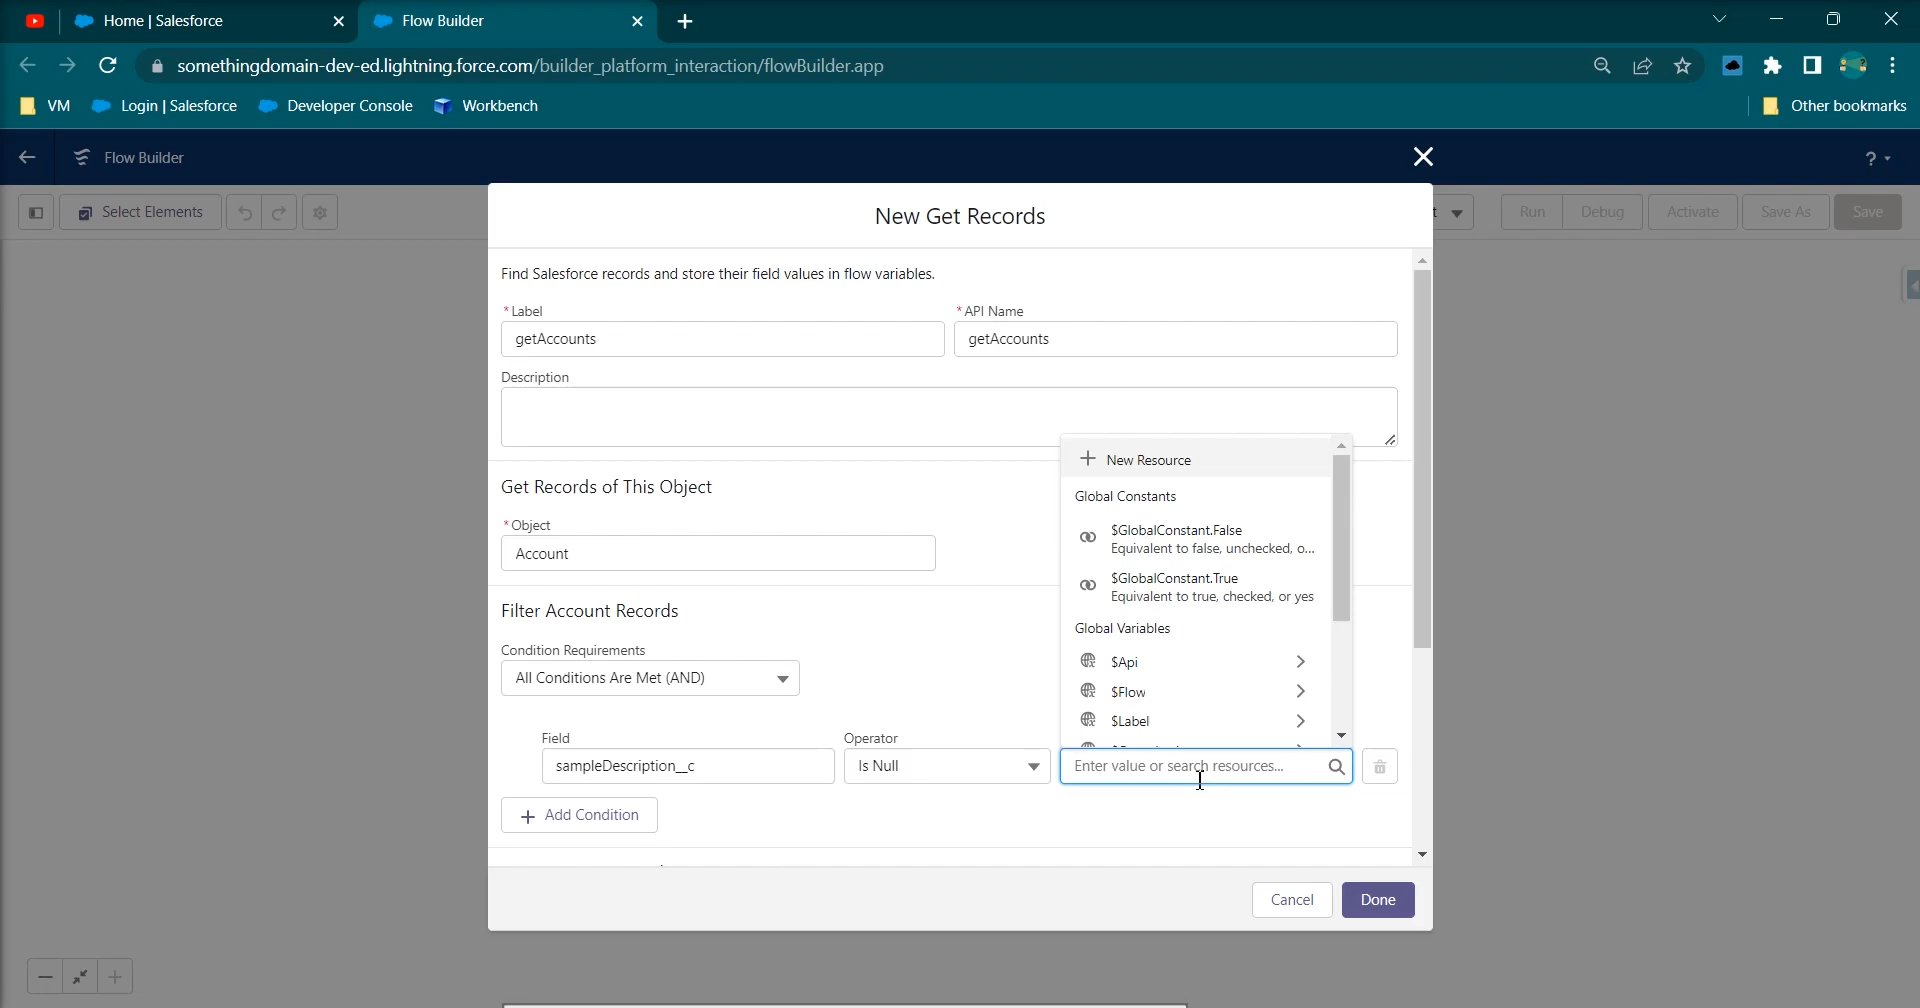 Home | Salesforce
Flow Builder
somethingdomain-dev-ed.lightning.force.com/builder_platform_interaction/flowBuilder.app
VM
Login | Salesforce
Developer Console
Workbench
Other bookmarks
Flow Builder
?
Select Elements
t
Run
Debug
Activate
Save As
Save
New Get Records
Find Salesforce records and store their field values in flow variables.
* Label
* API Name
getAccounts
getAccounts
Description
Get Records of This Object
* Object
Account
Filter Account Records
Condition Requirements
All Conditions Are Met (AND)
Field
Operator
sampleDescription__c
Is Null
Enter value or search resources...
+ New Resource
Global Constants
$GlobalConstant.False
Equivalent to false, unchecked, o...
$GlobalConstant.True
Equivalent to true, checked, or yes
Global Variables
$Api
$Flow
$Label
+ Add Condition
Cancel
Done